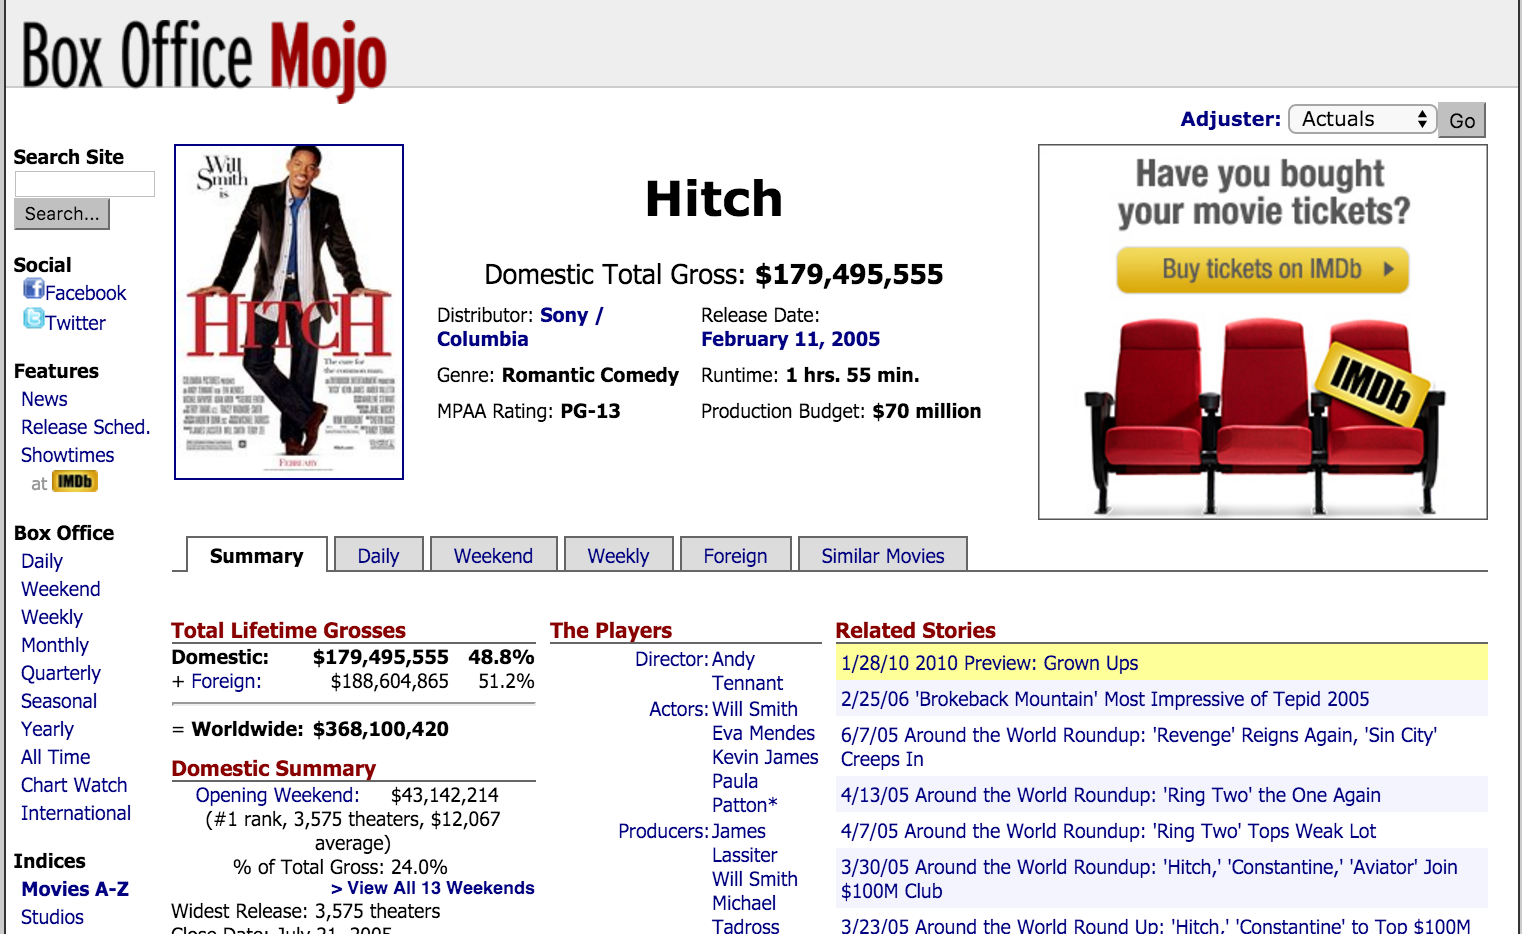 Box Office Mojo
Adjuster: Actuals Go
Search Site
Search...
Social
Facebook
Twitter
Features
News
Release Sched.
Showtimes
at IMDb
Box Office
Daily
Weekend
Weekly
Monthly
Quarterly
Seasonal
Yearly
All Time
Chart Watch
International
Indices
Movies A-Z
Studios
Will
Smith
is
HITCH
The cure for
the common man.
FEBRUARY
Hitch
Domestic Total Gross: $179,495,555
Distributor: Sony /
Columbia
Release Date:
February 11, 2005
Genre: Romantic Comedy
Runtime: 1 hrs. 55 min.
MPAA Rating: PG-13
Production Budget: $70 million
Have you bought
your movie tickets?
Buy tickets on IMDb
IMDb
Summary
Daily
Weekend
Weekly
Foreign
Similar Movies
Total Lifetime Grosses
Domestic: $179,495,555 48.8%
+ Foreign: $188,604,865 51.2%
= Worldwide: $368,100,420
Domestic Summary
Opening Weekend: $43,142,214
(#1 rank, 3,575 theaters, $12,067
average)
% of Total Gross: 24.0%
> View All 13 Weekends
Widest Release: 3,575 theaters
Close Date: July 21, 2005
The Players
Director: Andy
Tennant
Actors: Will Smith
Eva Mendes
Kevin James
Paula
Patton*
Producers: James
Lassiter
Will Smith
Michael
Tadross
Related Stories
1/28/10 2010 Preview: Grown Ups
2/25/06 'Brokeback Mountain' Most Impressive of Tepid 2005
6/7/05 Around the World Roundup: 'Revenge' Reigns Again, 'Sin City'
Creeps In
4/13/05 Around the World Roundup: 'Ring Two' the One Again
4/7/05 Around the World Roundup: 'Ring Two' Tops Weak Lot
3/30/05 Around the World Roundup: 'Hitch,' 'Constantine,' 'Aviator' Join
$100M Club
3/23/05 Around the World Round Up: 'Hitch,' 'Constantine' to Top $100M